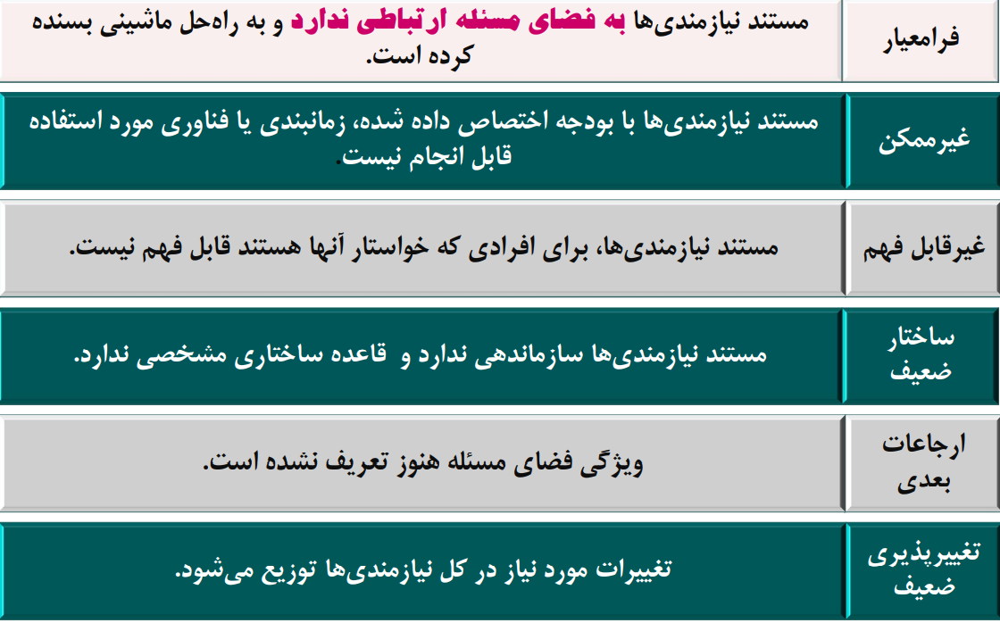 فرامعیار
مستند نیازمندی‌ها به فضای مسئله ارتباطی ندارد و به راه‌حل ماشینی بسنده
کرده است.
غیرممکن
مستند نیازمندی‌ها با بودجه اختصاص داده شده، زمانبندی یا فناوری مورد استفاده
قابل انجام نیست.
غیرقابل فهم
مستند نیازمندی‌ها، برای افرادی که خواستار آنها هستند قابل فهم نیست.
ساختار
ضعیف
مستند نیازمندی‌ها سازماندهی ندارد و قاعده ساختاری مشخصی ندارد.
ارجاعات
بعدی
ویژگی فضای مسئله هنوز تعریف نشده است.
تغییرپذیری
ضعیف
تغییرات مورد نیاز در کل نیازمندی‌ها توزیع می‌شود.